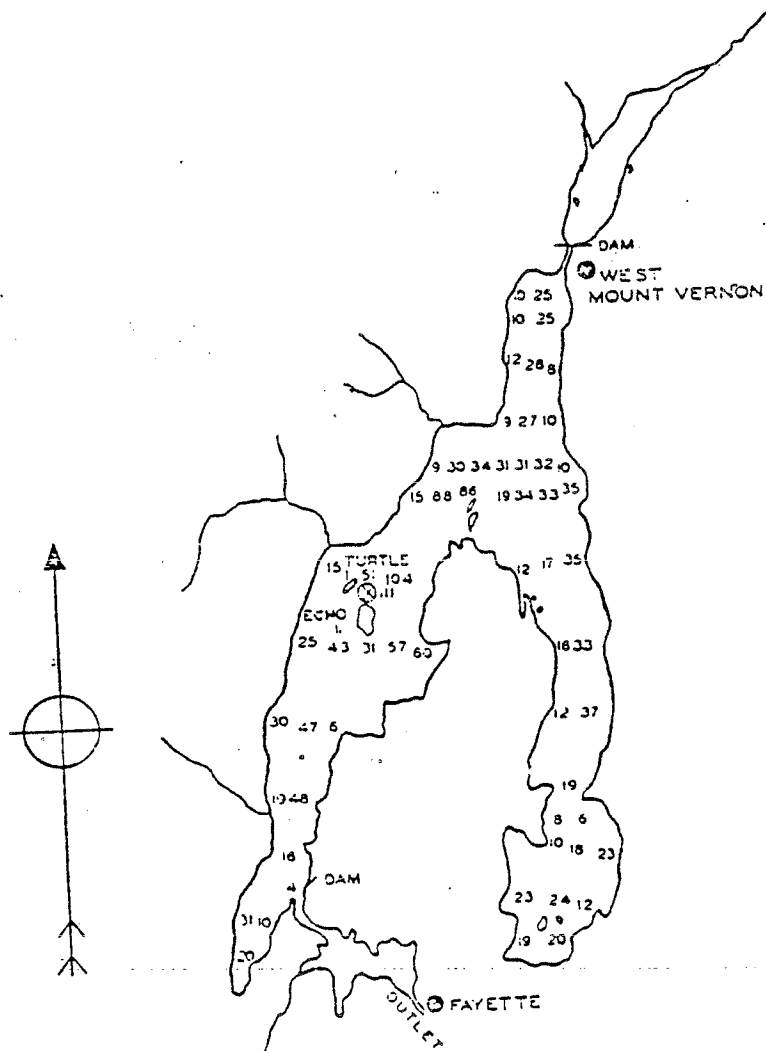 DAM
WEST
MOUNT VERNON
10 25
10 25
12 28 8
9 27 10
9 30 34 31 31 32 10
15 88 86 19 34 33 35
15 TURTLE 12 17 35
104
ECHO
25 43 31 57 60 16 33
30 47 6 12 37
19
19 48 8 6
16 10 18 23
4 DAM
23 24 12
31 10
19 20
20
OUTLET
FAYETTE